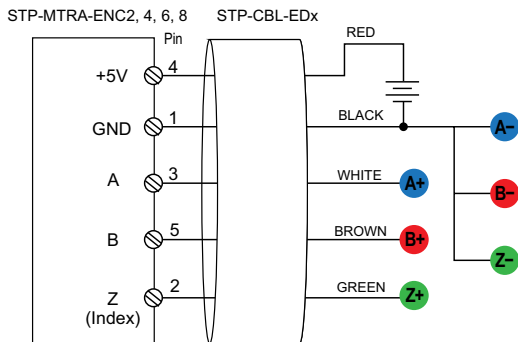 STP-MTRA-ENC2, 4, 6, 8
STP-CBL-EDx
Pin
RED
+5V
4
GND
1
BLACK
A−
A
3
WHITE
A+
B−
B
5
BROWN
B+
Z−
Z
(Index)
2
GREEN
Z+